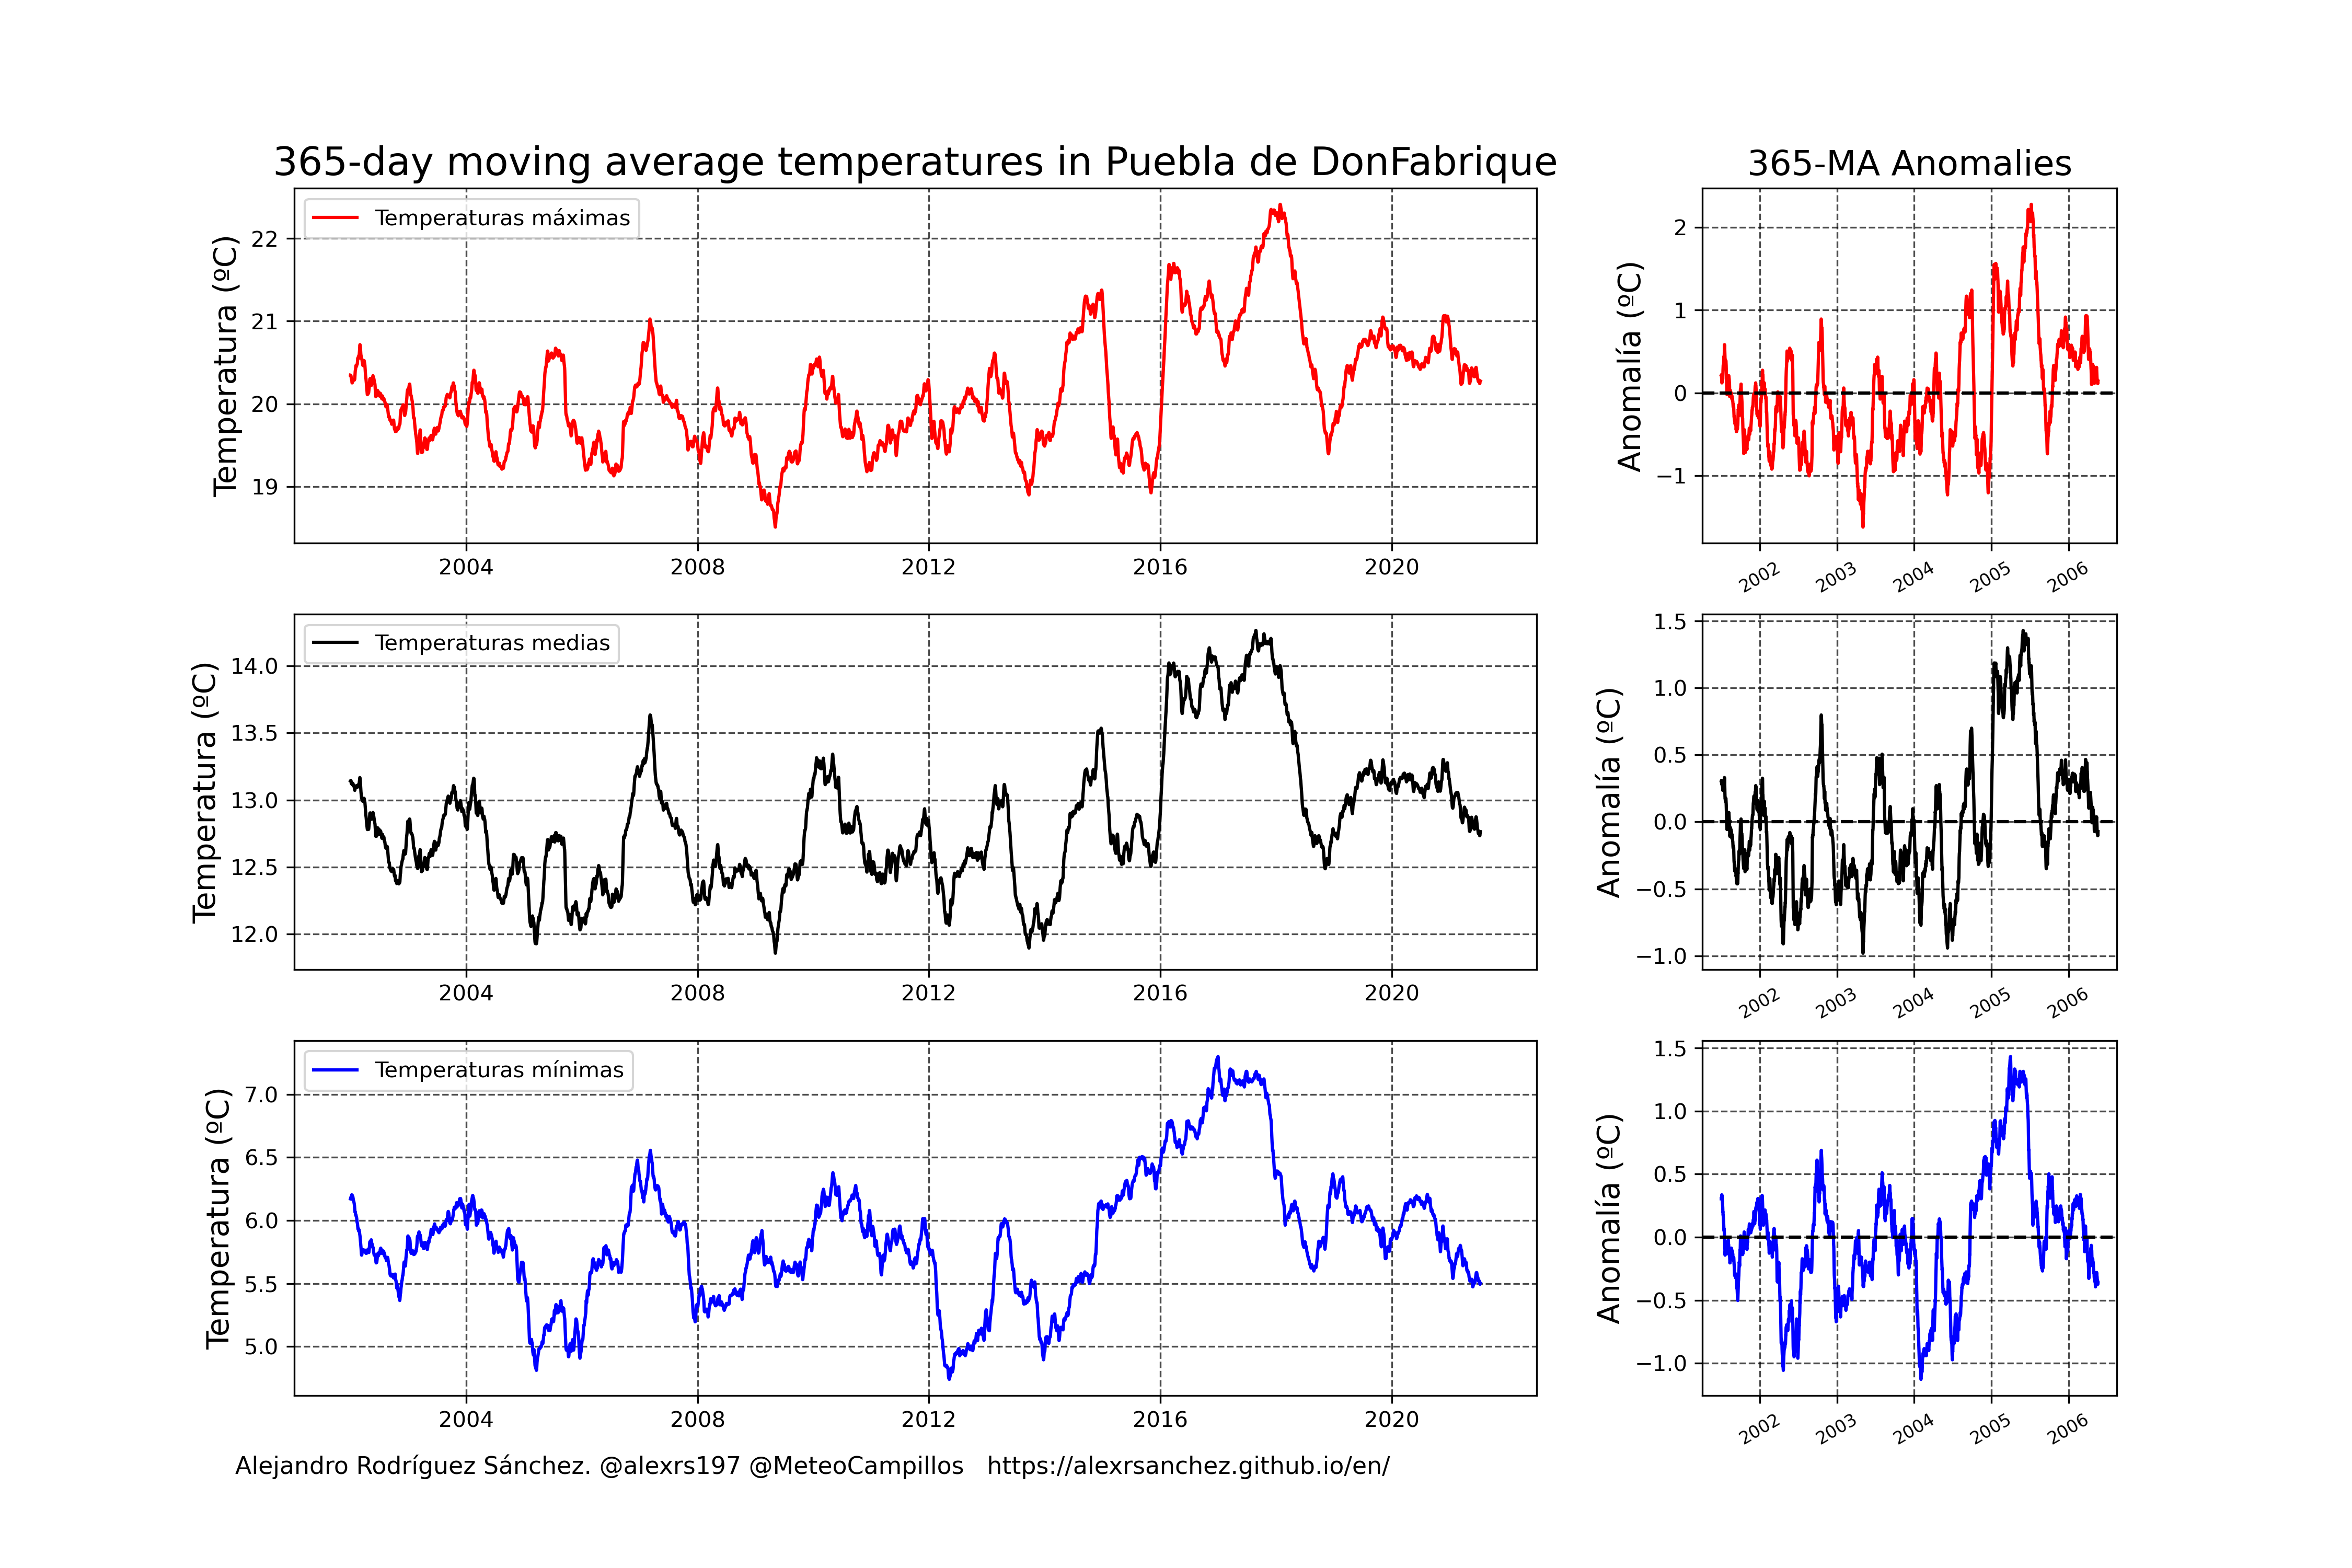 365-day moving average temperatures in Puebla de DonFabrique
365-MA Anomalies
Temperaturas máximas
Temperatura (ºC)
22
21
20
19
2004 2008 2012 2016 2020
Anomalía (ºC)
2
1
0
−1
2002 2003 2004 2005 2006
Temperaturas medias
Temperatura (ºC)
14.0
13.5
13.0
12.5
12.0
2004 2008 2012 2016 2020
Anomalía (ºC)
1.5
1.0
0.5
0.0
−0.5
−1.0
2002 2003 2004 2005 2006
Temperaturas mínimas
Temperatura (ºC)
7.0
6.5
6.0
5.5
5.0
2004 2008 2012 2016 2020
Anomalía (ºC)
1.5
1.0
0.5
0.0
−0.5
−1.0
2002 2003 2004 2005 2006
Alejandro Rodríguez Sánchez. @alexrs197 @MeteoCampillos https://alexrsanchez.github.io/en/